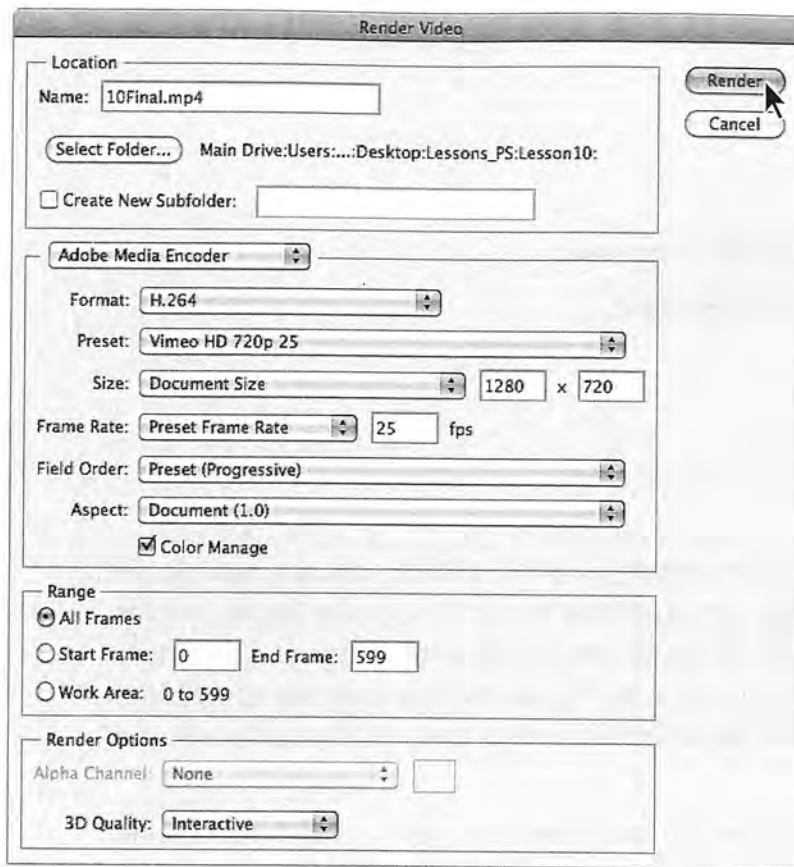 Render Video
Location
Name: 10Final.mp4
Render
Cancel
Select Folder... Main Drive:Users:...:Desktop:Lessons_PS:Lesson10:
Create New Subfolder:
Adobe Media Encoder
Format: H.264
Preset: Vimeo HD 720p 25
Size: Document Size 1280 x 720
Frame Rate: Preset Frame Rate 25 fps
Field Order: Preset (Progressive)
Aspect: Document (1.0)
Color Manage
Range
All Frames
Start Frame: 0 End Frame: 599
Work Area: 0 to 599
Render Options
Alpha Channel: None
3D Quality: Interactive